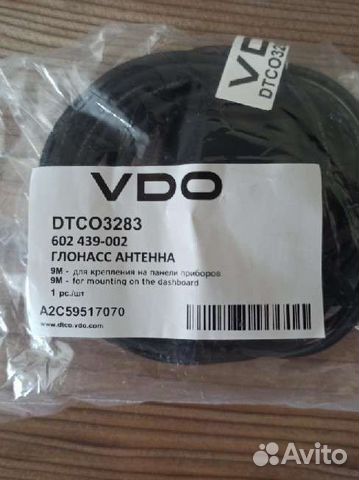 VDO
DTCO32
VDO
DTCO3283
602 439-002
ГЛОНАСС АНТЕННА
9М - для крепления на панели приборов
9M - for mounting on the dashboard
1 pc./шт
A2C59517070
www.dtco.vdo.com
Avito